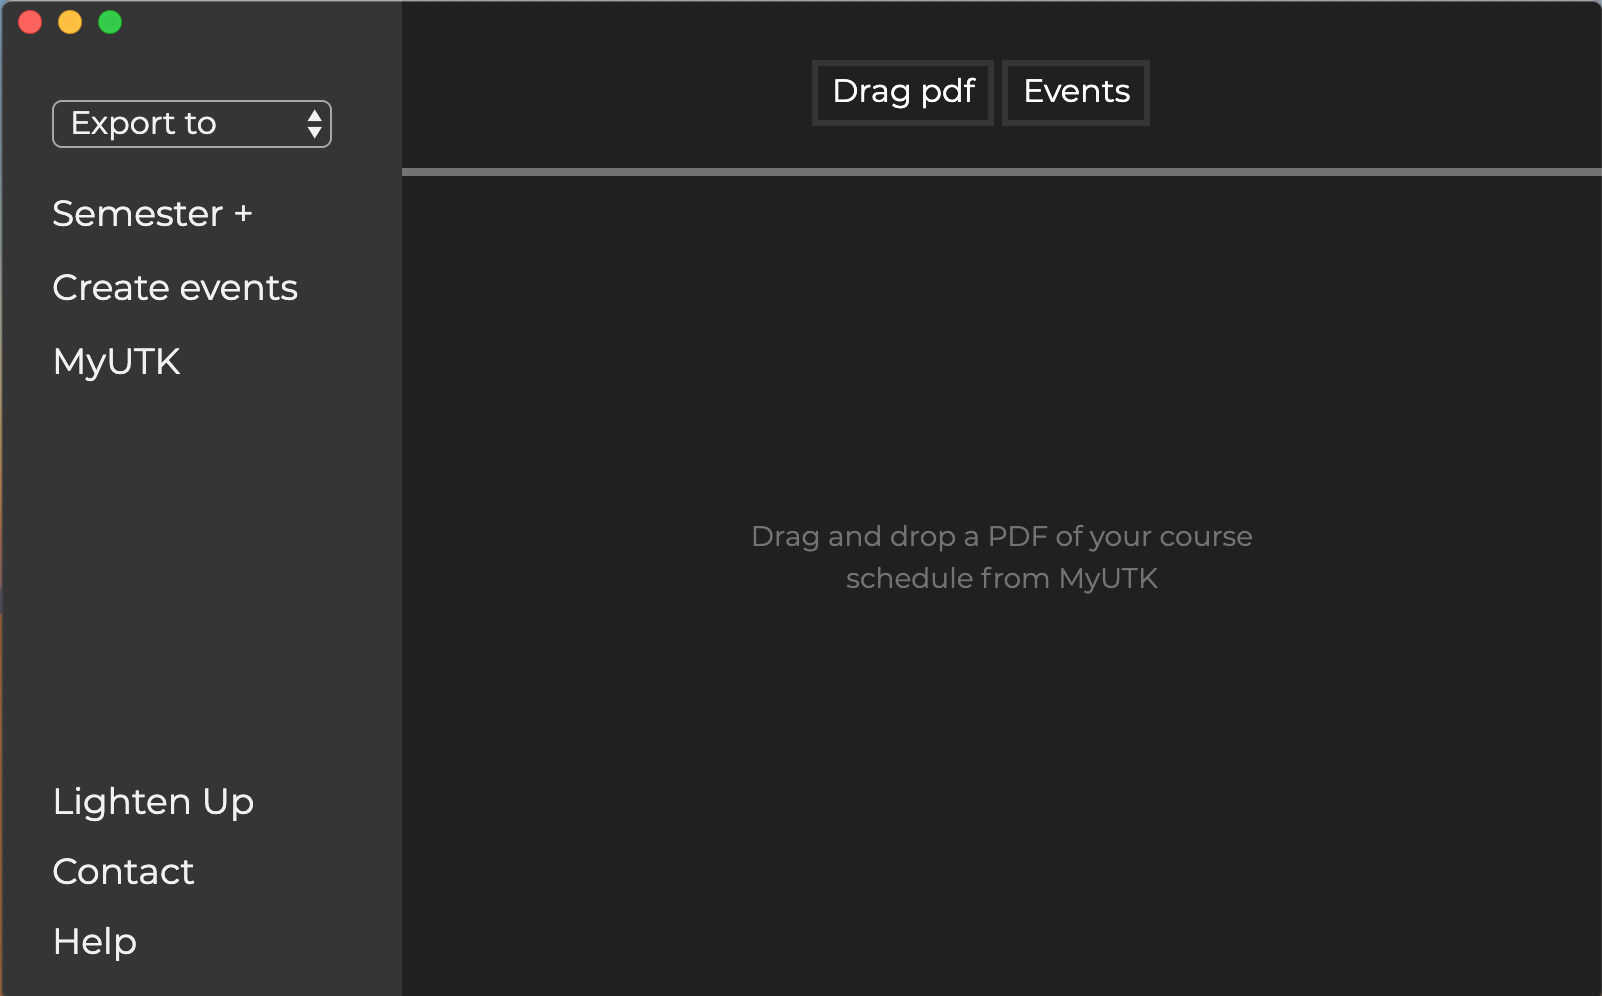 Export to
Semester +
Create events
MyUTK
Lighten Up
Contact
Help
Drag pdf
Events
Drag and drop a PDF of your course
schedule from MyUTK